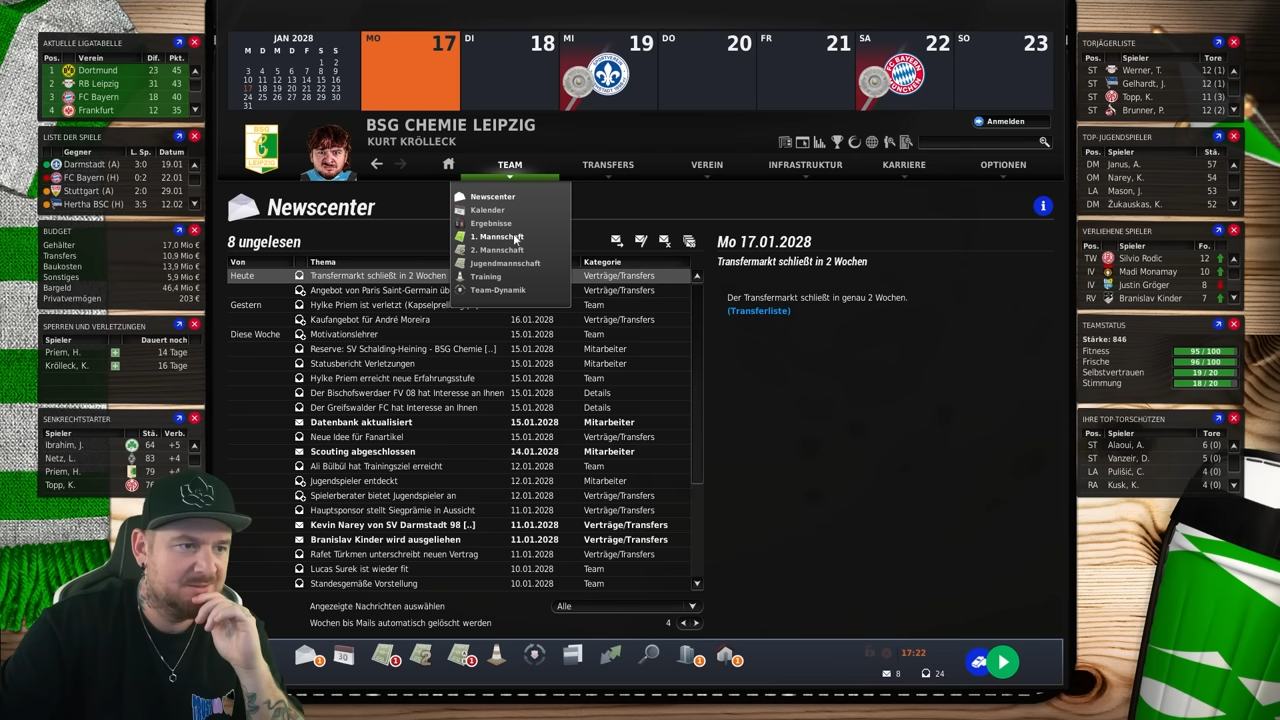 AKTUELLE LIGATABELLE
Pos. Verein Dif. Pkt.
1 Dortmund 23 45
2 RB Leipzig 31 43
3 FC Bayern 18 40
4 Frankfurt 12 35
LISTE DER SPIELE
Gegner L. Sp. Datum
Darmstadt (A) 3:0 19.01
FC Bayern (H) 0:2 22.01
Stuttgart (A) 2:0 29.01
Hertha BSC (H) 3:5 12.02
BUDGET
Gehälter 17,0 Mio €
Transfers 10,9 Mio €
Baukosten 13,9 Mio €
Sonstiges 5,9 Mio €
Bargeld 46,4 Mio €
Privatvermögen 203 €
SPERREN UND VERLETZUNGEN
Spieler Dauert noch
Priem, H. 14 Tage
Krölleck, K. 16 Tage
SENKRECHTSTARTER
Spieler Stä. Verb.
Ibrahim, J. 64 +5
Netz, L. 83 +4
Priem, H. 79 +4
Topp, K.
JAN 2028
M D M D F S S
1 2
3 4 5 6 7 8 9
10 11 12 13 14 15 16
17 18 19 20 21 22 23
24 25 26 27 28 29 30
31
MO 17
DI 18
MI 19
DO 20
FR 21
SA 22
SO 23
BSG
LEIPZIG
BSG CHEMIE LEIPZIG
KURT KRÖLLECK
Anmelden
TEAM TRANSFERS VEREIN INFRASTRUKTUR KARRIERE OPTIONEN
Newscenter
Kalender
Ergebnisse
1. Mannschaft
2. Mannschaft
Jugendmannschaft
Training
Team-Dynamik
Newscenter
8 ungelesen
Von Thema Kategorie
Heute Transfermarkt schließt in 2 Wochen Verträge/Transfers
Angebot von Paris Saint-Germain üb Verträge/Transfers
Gestern Hylke Priem ist verletzt (Kapselprell Team
Kaufangebot für André Moreira 16.01.2028 Verträge/Transfers
Diese Woche Motivationslehrer 15.01.2028 Team
Reserve: SV Schalding-Heining - BSG Chemie [..] 15.01.2028 Mitarbeiter
Statusbericht Verletzungen 15.01.2028 Mitarbeiter
Hylke Priem erreicht neue Erfahrungsstufe 15.01.2028 Team
Der Bischofswerdaer FV 08 hat Interesse an Ihnen 15.01.2028 Details
Der Greifswalder FC hat Interesse an Ihnen 15.01.2028 Details
Datenbank aktualisiert 15.01.2028 Mitarbeiter
Neue Idee für Fanartikel 15.01.2028 Verträge/Transfers
Scouting abgeschlossen 14.01.2028 Mitarbeiter
Ali Bülbül hat Trainingsziel erreicht 12.01.2028 Team
Jugendspieler entdeckt 12.01.2028 Mitarbeiter
Spielerberater bietet Jugendspieler an 12.01.2028 Verträge/Transfers
Hauptsponsor stellt Siegprämie in Aussicht 11.01.2028 Verträge/Transfers
Kevin Narey von SV Darmstadt 98 [..] 11.01.2028 Verträge/Transfers
Branislav Kinder wird ausgeliehen 11.01.2028 Verträge/Transfers
Rafet Türkmen unterschreibt neuen Vertrag 11.01.2028 Verträge/Transfers
Lucas Surek ist wieder fit 10.01.2028 Team
Standesgemäße Vorstellung 10.01.2028 Team
Angezeigte Nachrichten auswählen Alle
Wochen bis Mails automatisch gelöscht werden 4
Mo 17.01.2028
Transfermarkt schließt in 2 Wochen
Der Transfermarkt schließt in genau 2 Wochen.
(Transferliste)
30
17:22
8 24
TORJÄGERLISTE
Pos. Spieler Tore
ST Werner, T. 12 (1)
ST Gelhardt, J. 12 (1)
ST Topp, K. 11 (3)
ST Brunner, P. 12 (2)
TOP-JUGENDSPIELER
Pos. Spieler Stä.
DM Janus, A. 57
OM Narey, K. 54
LA Mason, J. 53
DM Žukauskas, K. 52
VERLIEHENE SPIELER
Pos. Spieler Fo.
TW Silvio Rodic 12
IV Madi Monamay 10
IV Justin Gröger 8
RV Branislav Kinder 7
TEAMSTATUS
Stärke: 846
Fitness 95 / 100
Frische 96 / 100
Selbstvertrauen 19 / 20
Stimmung 18 / 20
IHRE TOP-TORSCHÜTZEN
Pos. Spieler Tore
ST Alaoui, A. 6 (0)
ST Vanzeir, D. 5 (0)
LA Pulišić, C. 4 (0)
RA Kusk, K. 4 (0)